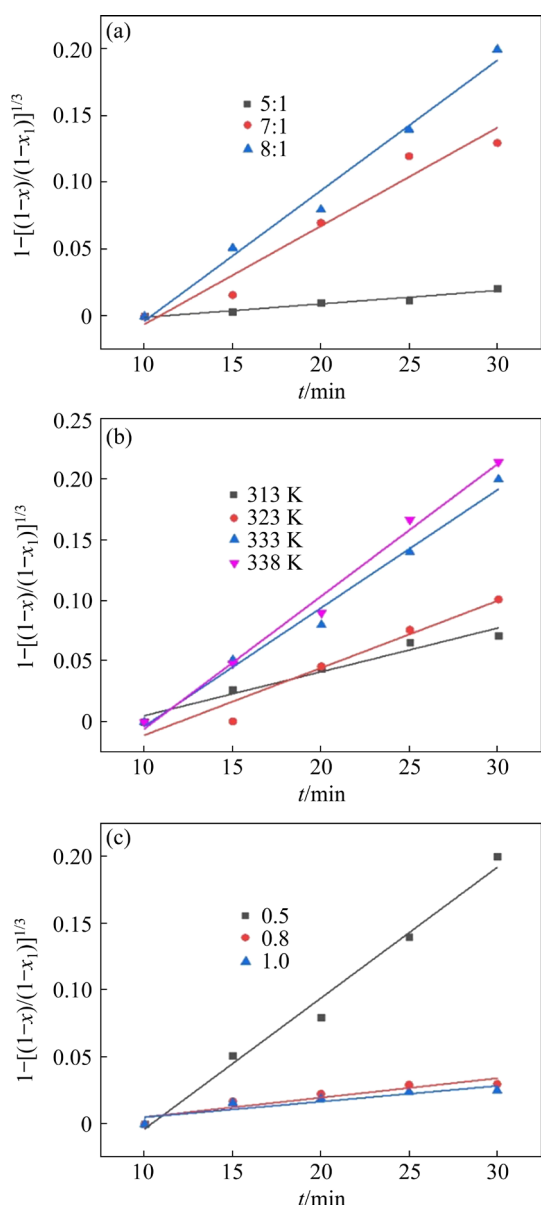 (a)
0.20
0.15
0.10
0.05
0
1−[(1−x)/(1−x₁)]^{1/3}
5:1
7:1
8:1
10 15 20 25 30
t/min
(b)
0.25
0.20
0.15
0.10
0.05
0
1−[(1−x)/(1−x₁)]^{1/3}
313 K
323 K
333 K
338 K
10 15 20 25 30
t/min
(c)
0.20
0.15
0.10
0.05
0
1−[(1−x)/(1−x₁)]^{1/3}
0.5
0.8
1.0
10 15 20 25 30
t/min